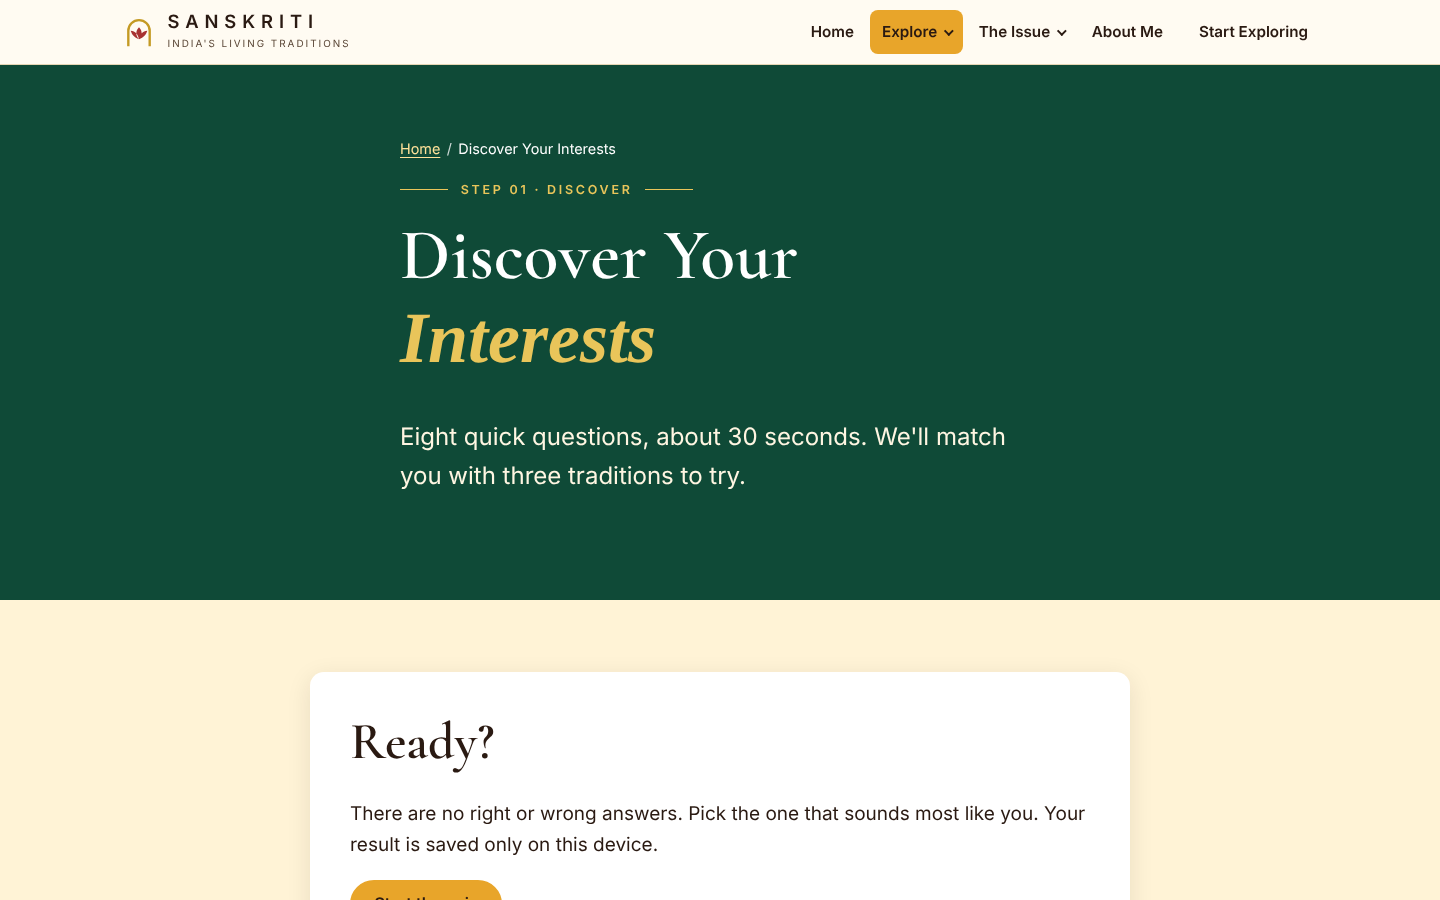 SANSKRITI
INDIA'S LIVING TRADITIONS
Home
Explore
The Issue
About Me
Start Exploring
Home / Discover Your Interests
STEP 01 · DISCOVER
Discover Your
Interests
Eight quick questions, about 30 seconds. We'll match
you with three traditions to try.
Ready?
There are no right or wrong answers. Pick the one that sounds most like you. Your
result is saved only on this device.